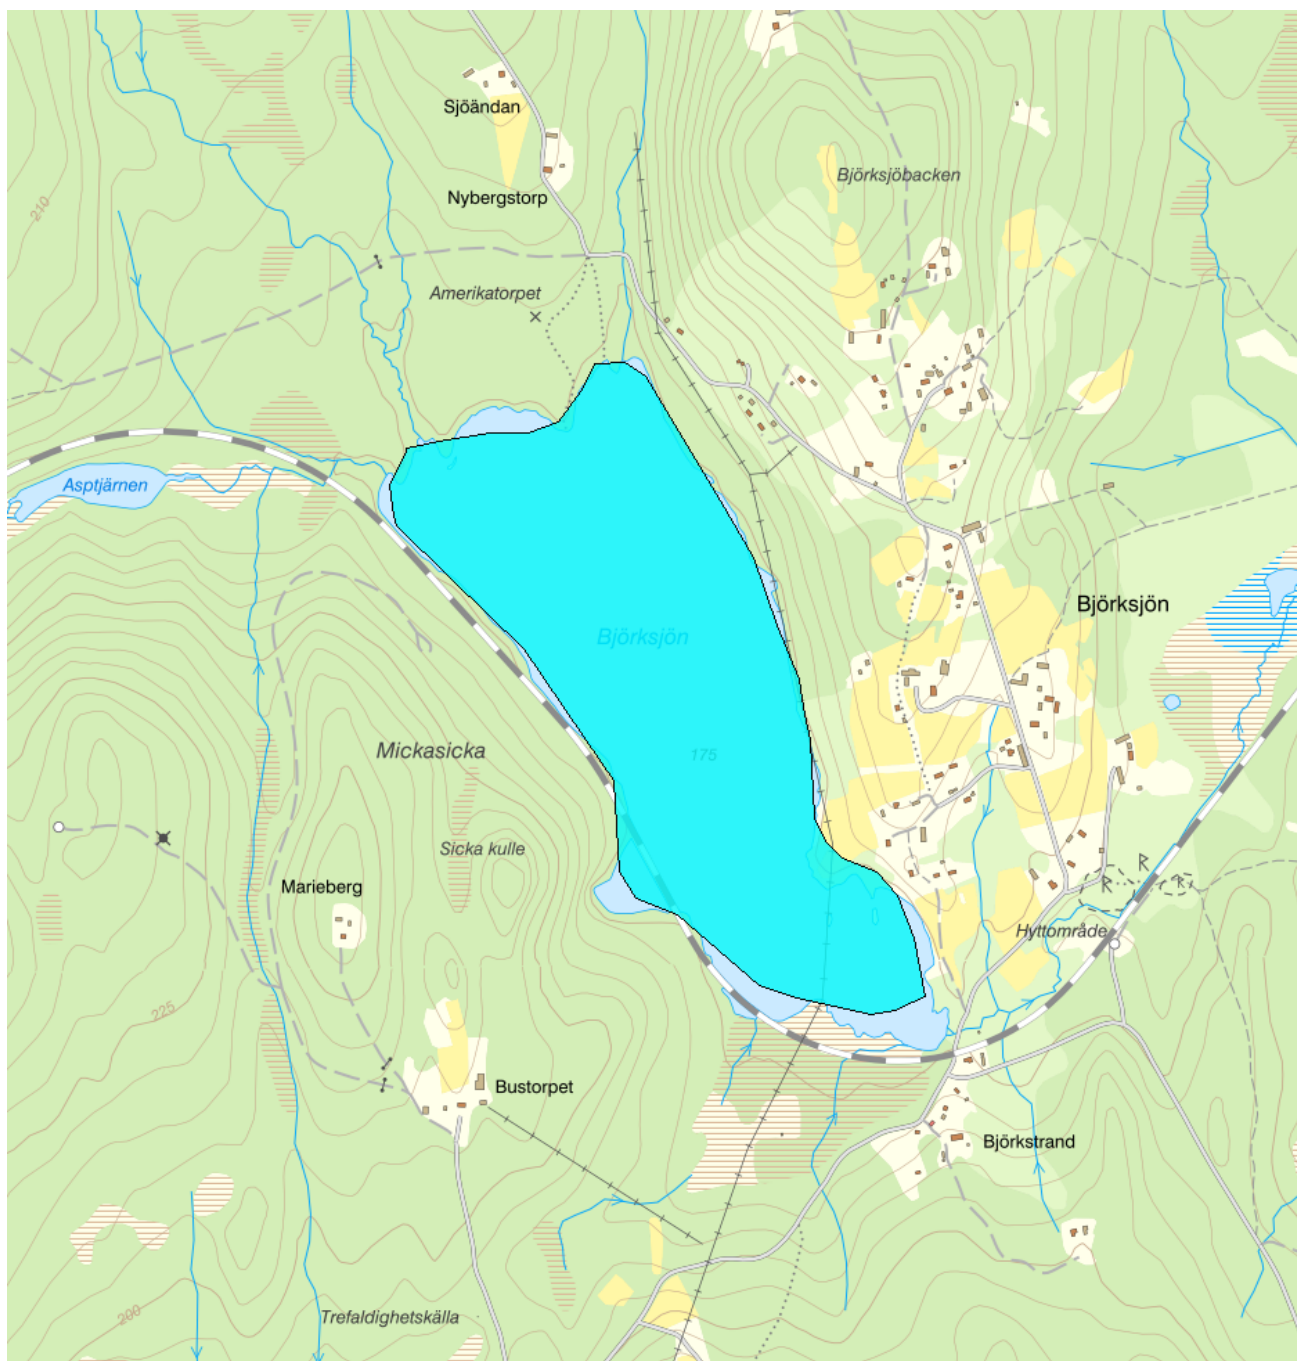 Sjöändan
Björksjöbacken
Nybergstorp
210
Amerikatorpet
Asptjärnen
Björksjön
Björksjön
Mickasicka
175
Sicka kulle
Marieberg
R
R
R
Hyttområde
225
Bustorpet
Björkstrand
200
Trefaldighetskälla